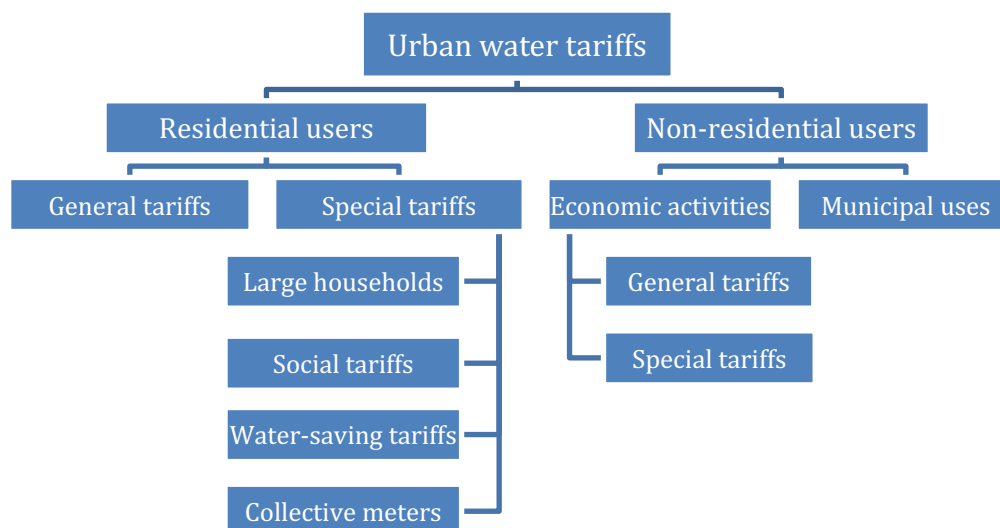 Urban water tariffs
Residential users
Non-residential users
General tariffs
Special tariffs
Economic activities
Municipal uses
Large households
General tariffs
Social tariffs
Special tariffs
Water-saving tariffs
Collective meters